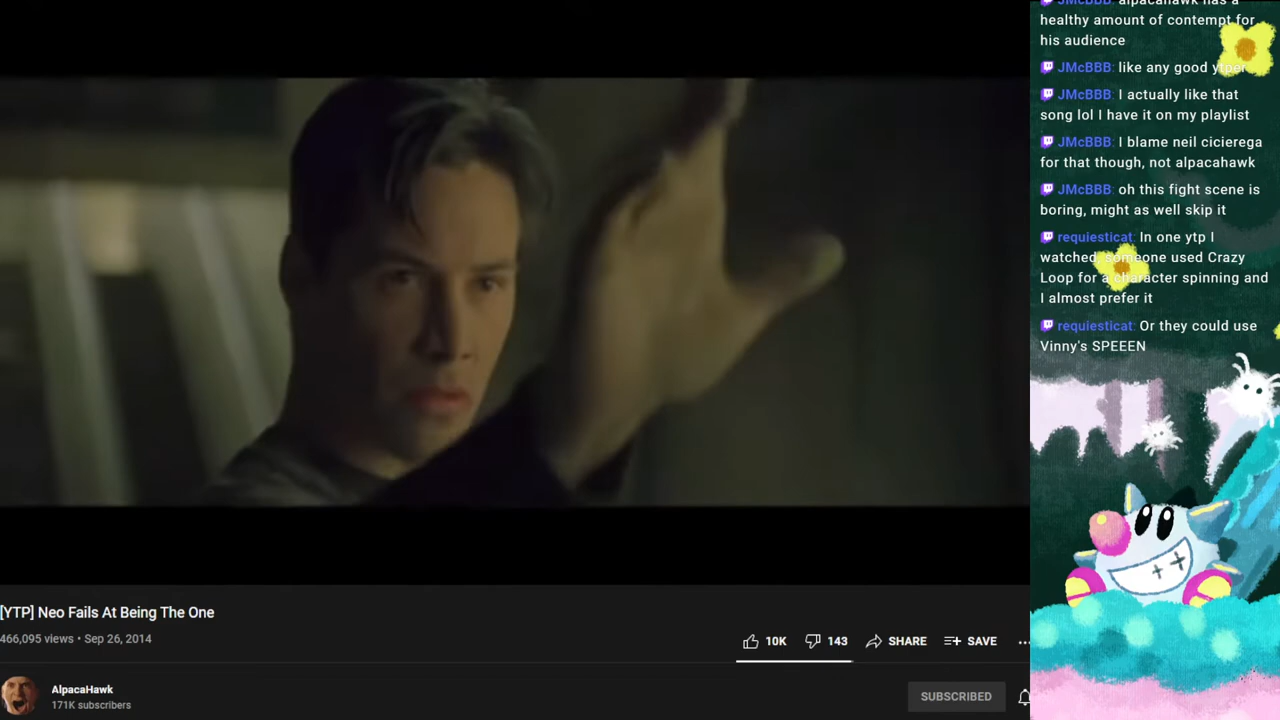 JMcBBB: alpacahawk has a
healthy amount of contempt for
his audience
JMcBBB: like any good ytper
JMcBBB: I actually like that
song lol I have it on my playlist
JMcBBB: I blame neil cicierega
for that though, not alpacahawk
JMcBBB: oh this fight scene is
boring, might as well skip it
requiesticat: In one ytp I
watched, someone used Crazy
Loop for a character spinning and
I almost prefer it
requiesticat: Or they could use
Vinny's SPEEEN
[YTP] Neo Fails At Being The One
466,095 views • Sep 26, 2014
10K
143
SHARE
SAVE
AlpacaHawk
171K subscribers
SUBSCRIBED